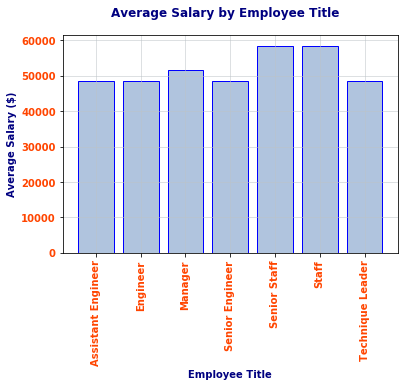 Average Salary by Employee Title
Average Salary ($)
60000
50000
40000
30000
20000
10000
0
Assistant Engineer
Engineer
Manager
Senior Engineer
Senior Staff
Staff
Technique Leader
Employee Title